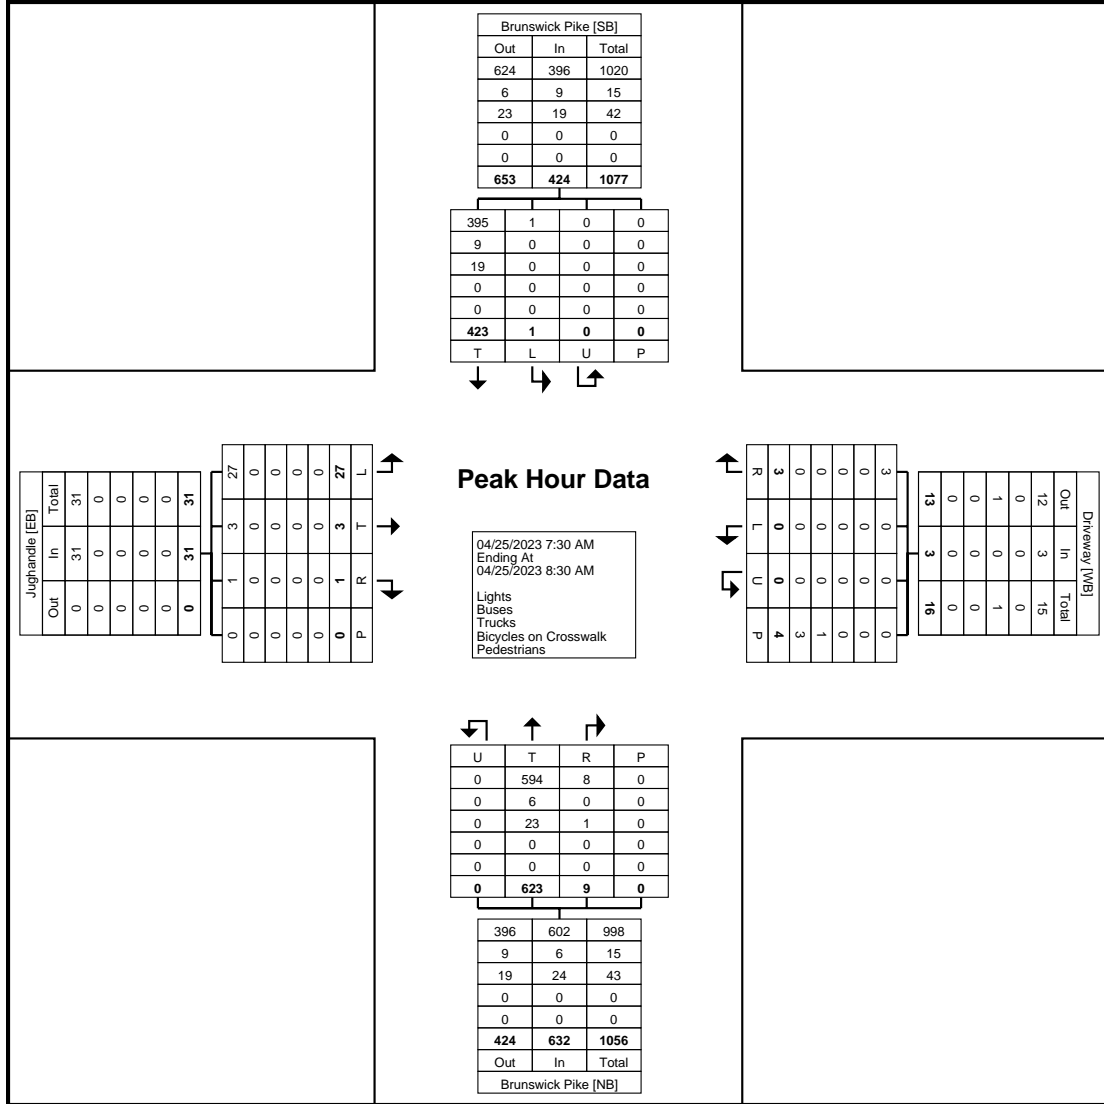 Brunswick Pike [SB]
Out In Total
624 396 1020
6 9 15
23 19 42
0 0 0
0 0 0
653 424 1077
395 1 0 0
9 0 0 0
19 0 0 0
0 0 0 0
0 0 0 0
423 1 0 0
T L U P
Jughandle [EB]
Out In Total
0 31 31
0 0 0
0 0 0
0 0 0
0 0 0
0 31 31
0 1 3 27
0 0 0 0
0 0 0 0
0 0 0 0
0 0 0 0
0 1 3 27
P R T L
Peak Hour Data
04/25/2023 7:30 AM
Ending At
04/25/2023 8:30 AM
Lights
Buses
Trucks
Bicycles on Crosswalk
Pedestrians
Driveway [WB]
Out In Total
12 3 15
0 0 0
1 0 1
0 0 0
0 0 0
13 3 16
3 0 0 0
0 0 0 0
0 0 0 0
0 0 0 1
0 0 0 3
3 0 0 4
R L U P
U T R P
0 594 8 0
0 6 0 0
0 23 1 0
0 0 0 0
0 0 0 0
0 623 9 0
396 602 998
9 6 15
19 24 43
0 0 0
0 0 0
424 632 1056
Out In Total
Brunswick Pike [NB]